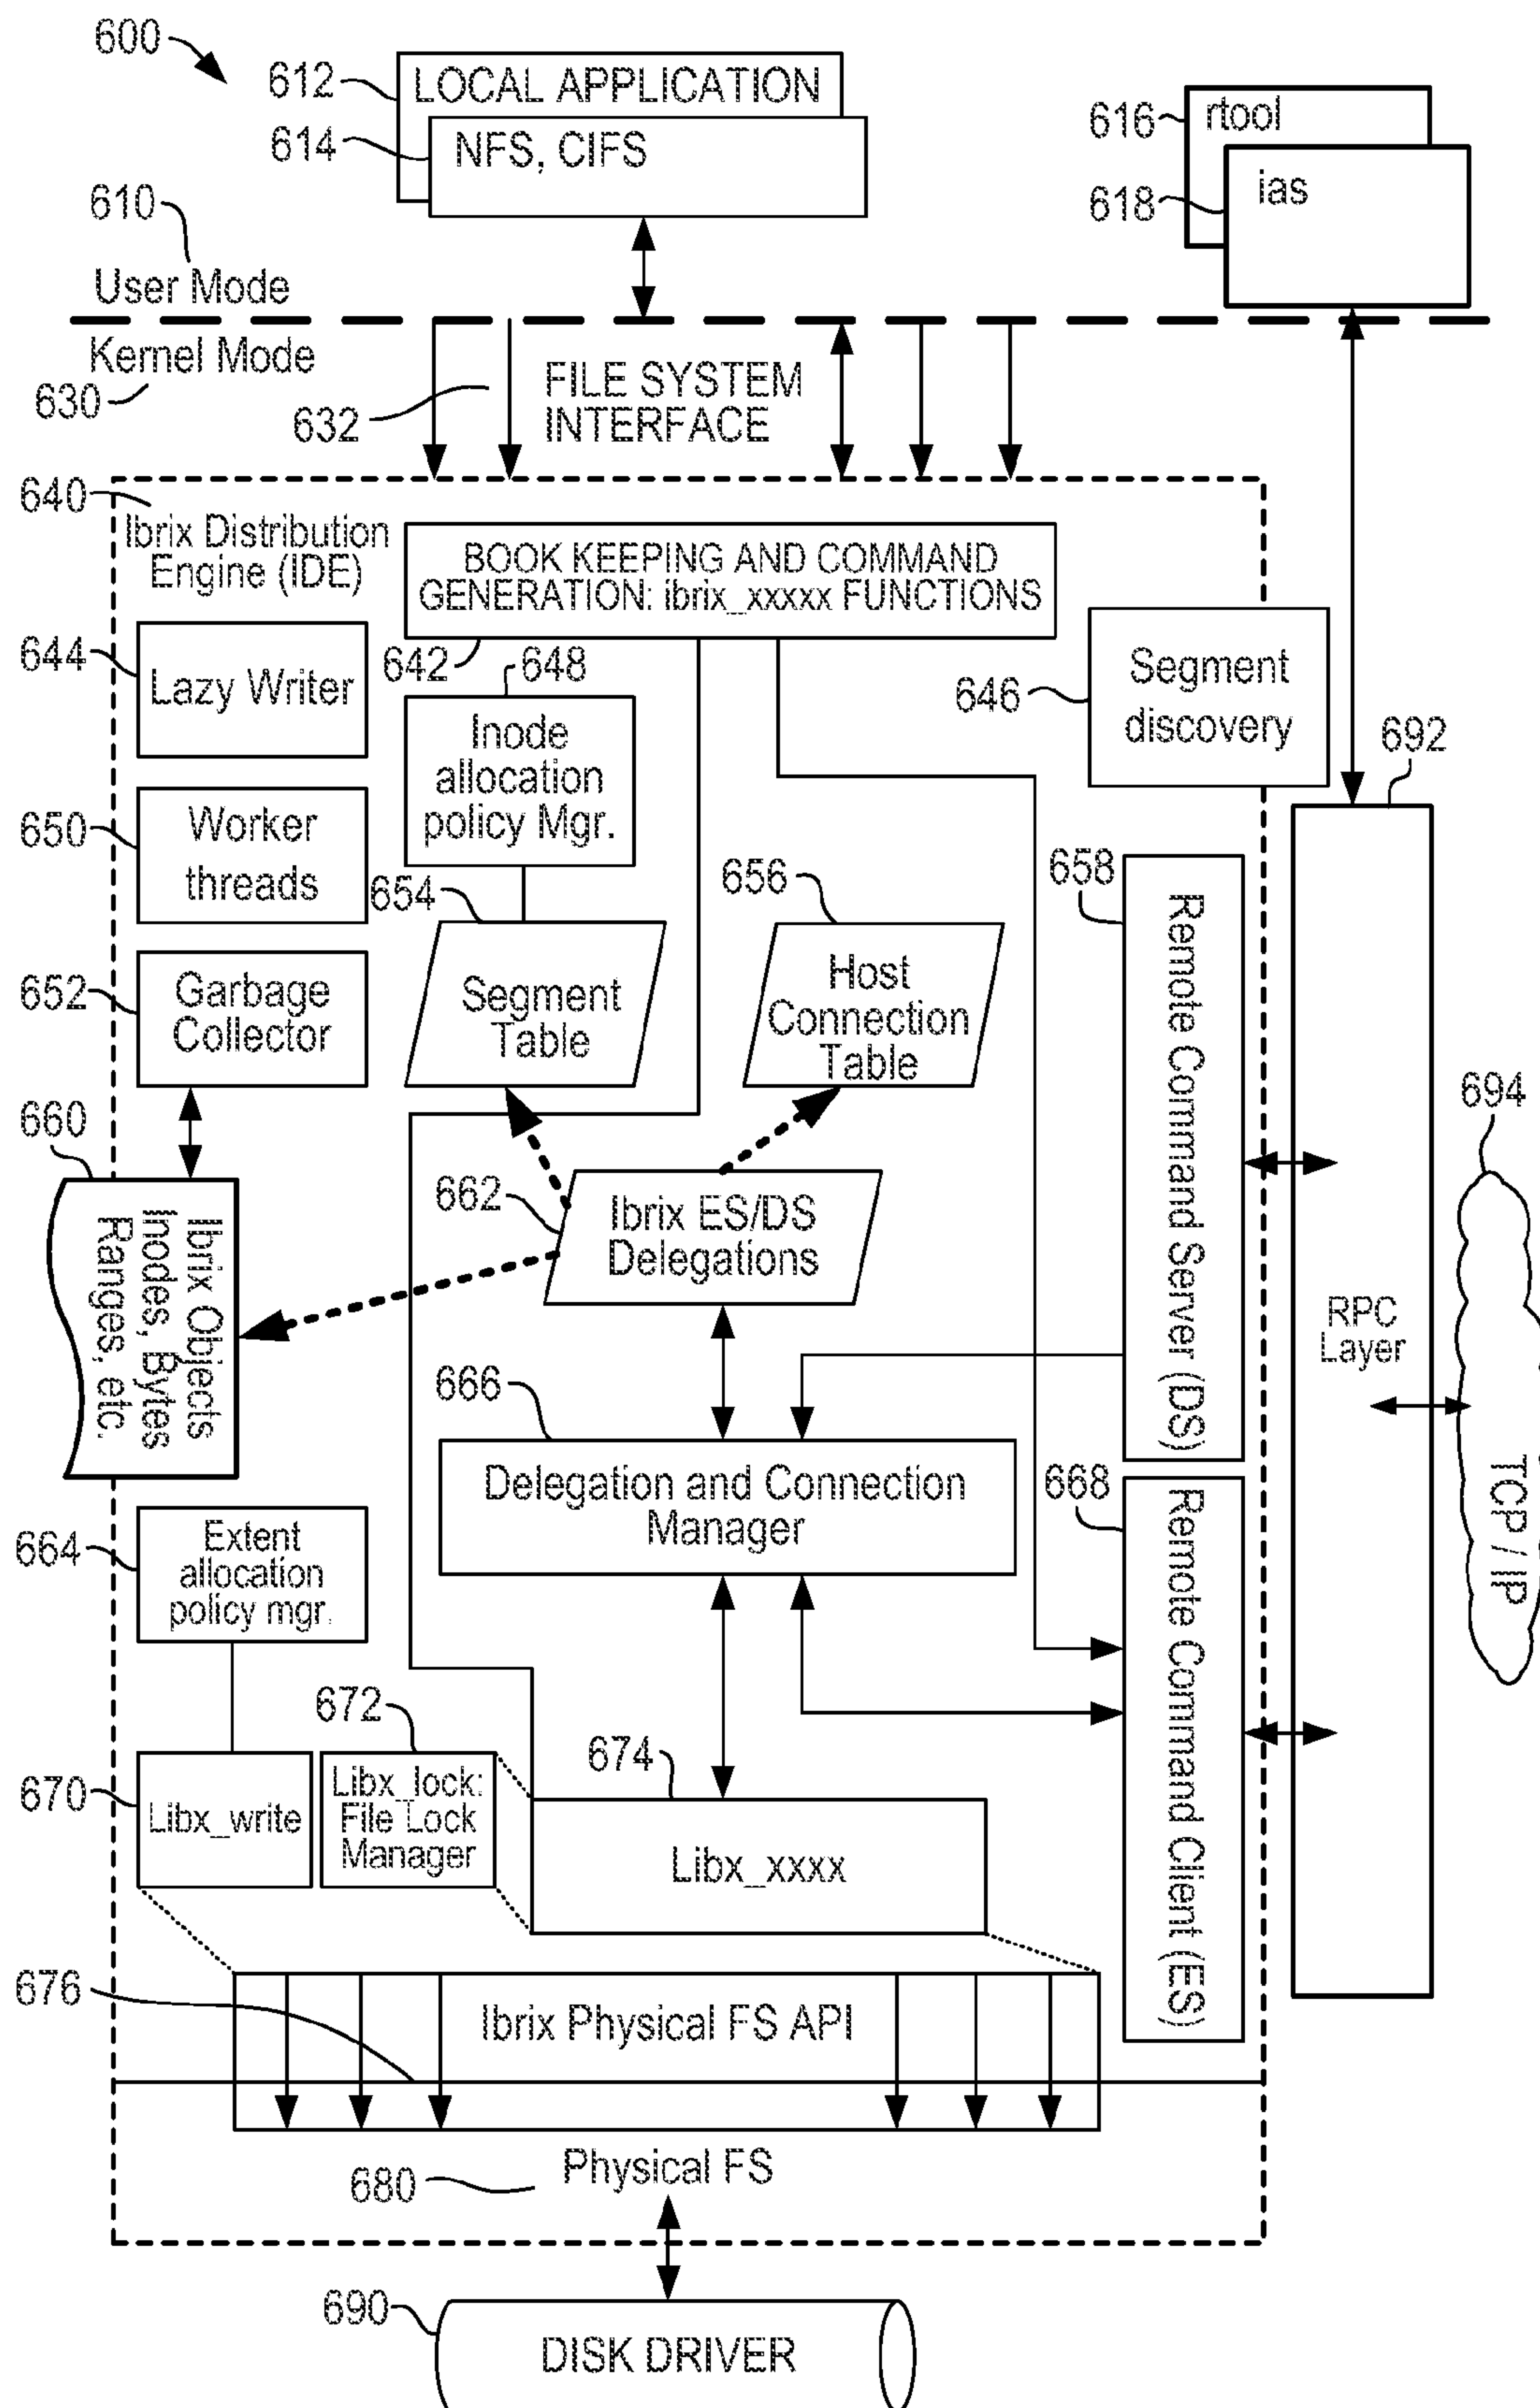 600
612
LOCAL APPLICATION
614
NFS, CIFS
616
rtool
618
ias
610
User Mode
Kernel Mode
630
632
FILE SYSTEM
INTERFACE
640
Ibrix Distribution
Engine (IDE)
BOOK KEEPING AND COMMAND
GENERATION: ibrix_xxxxx FUNCTIONS
642
644
Lazy Writer
648
Inode
allocation
policy Mgr.
646
Segment
discovery
692
650
Worker
threads
654
Segment
Table
656
Host
Connection
Table
658
Remote Command Server (DS)
652
Garbage
Collector
660
Ibrix Objects
Inodes, Bytes
Ranges, etc.
662
Ibrix ES/DS
Delegations
RPC
Layer
694
TCP / IP
666
Delegation and Connection
Manager
668
Remote Command Client (ES)
664
Extent
allocation
policy mgr.
670
Libx_write
672
Libx_lock:
File Lock
Manager
674
Libx_xxxx
676
Ibrix Physical FS API
680
Physical FS
690
DISK DRIVER